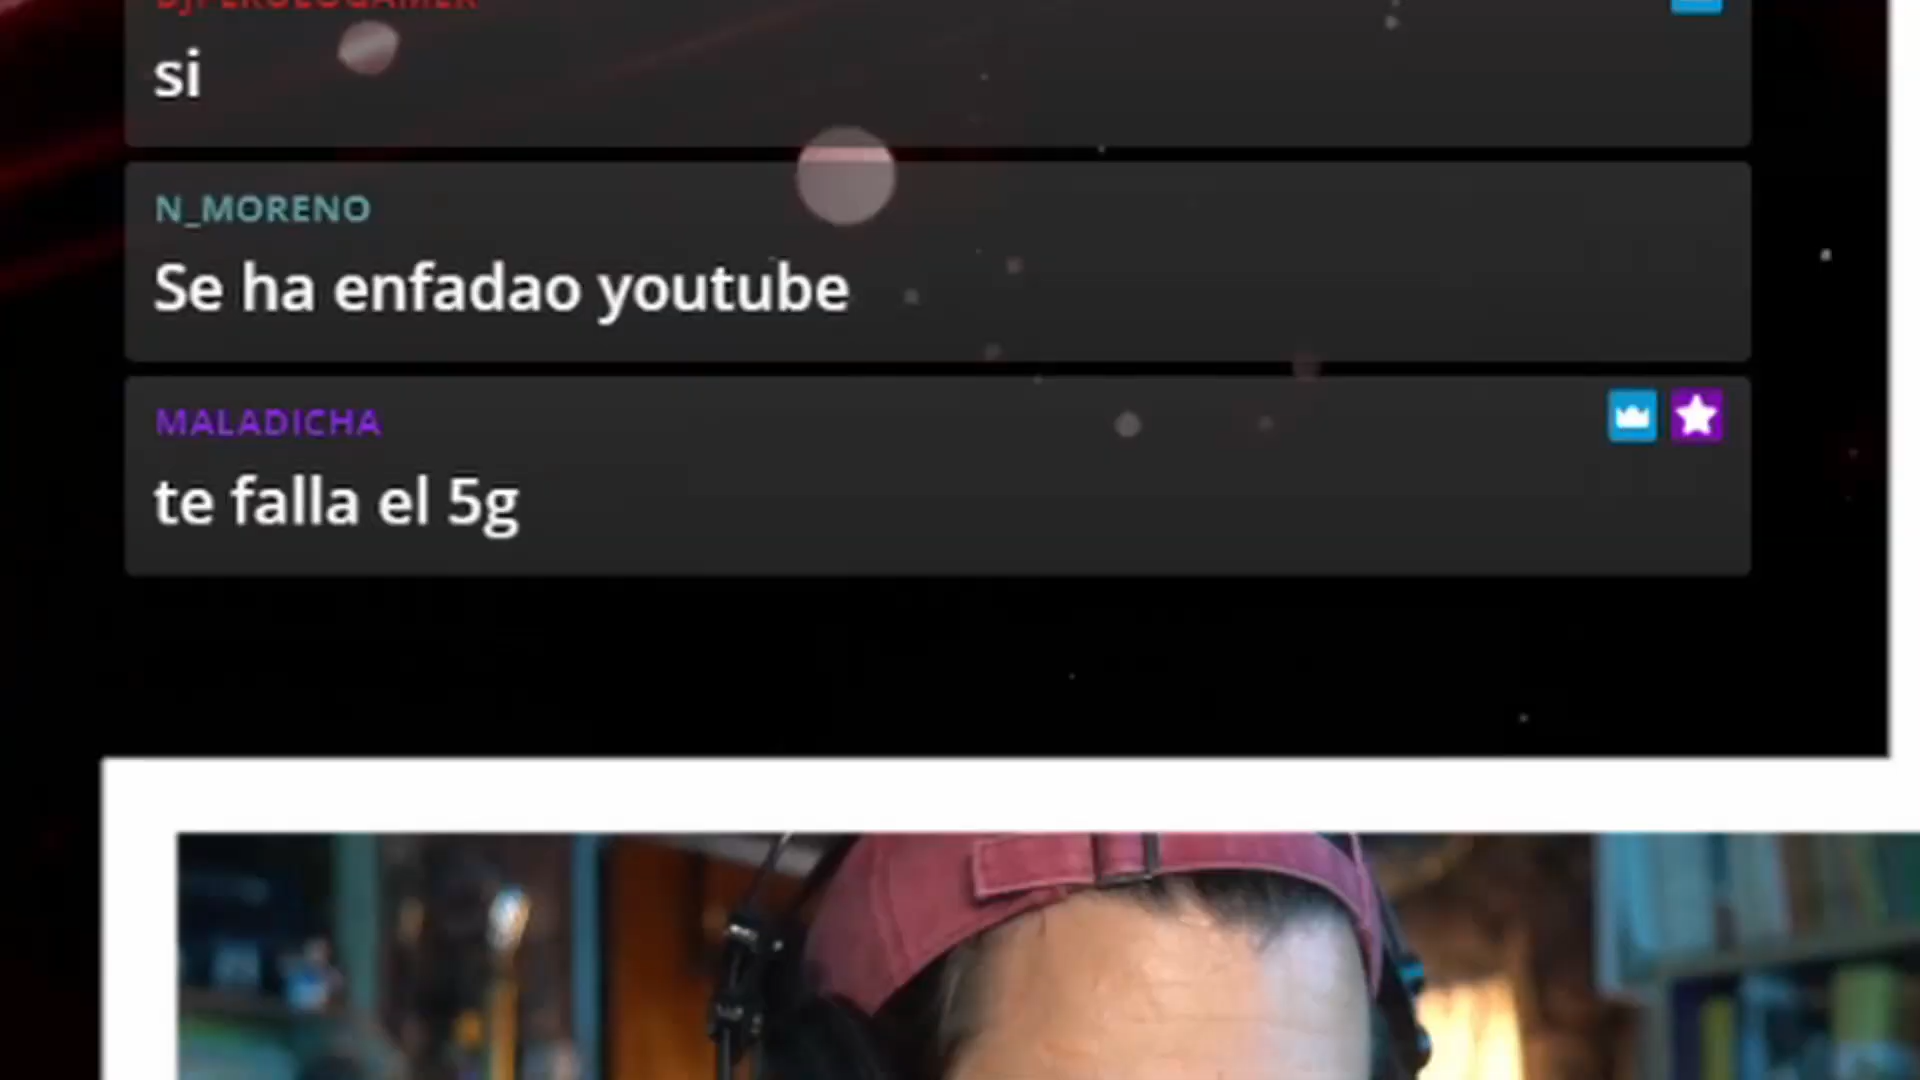 si
N_MORENO
Se ha enfadao youtube
MALADICHA
te falla el 5g